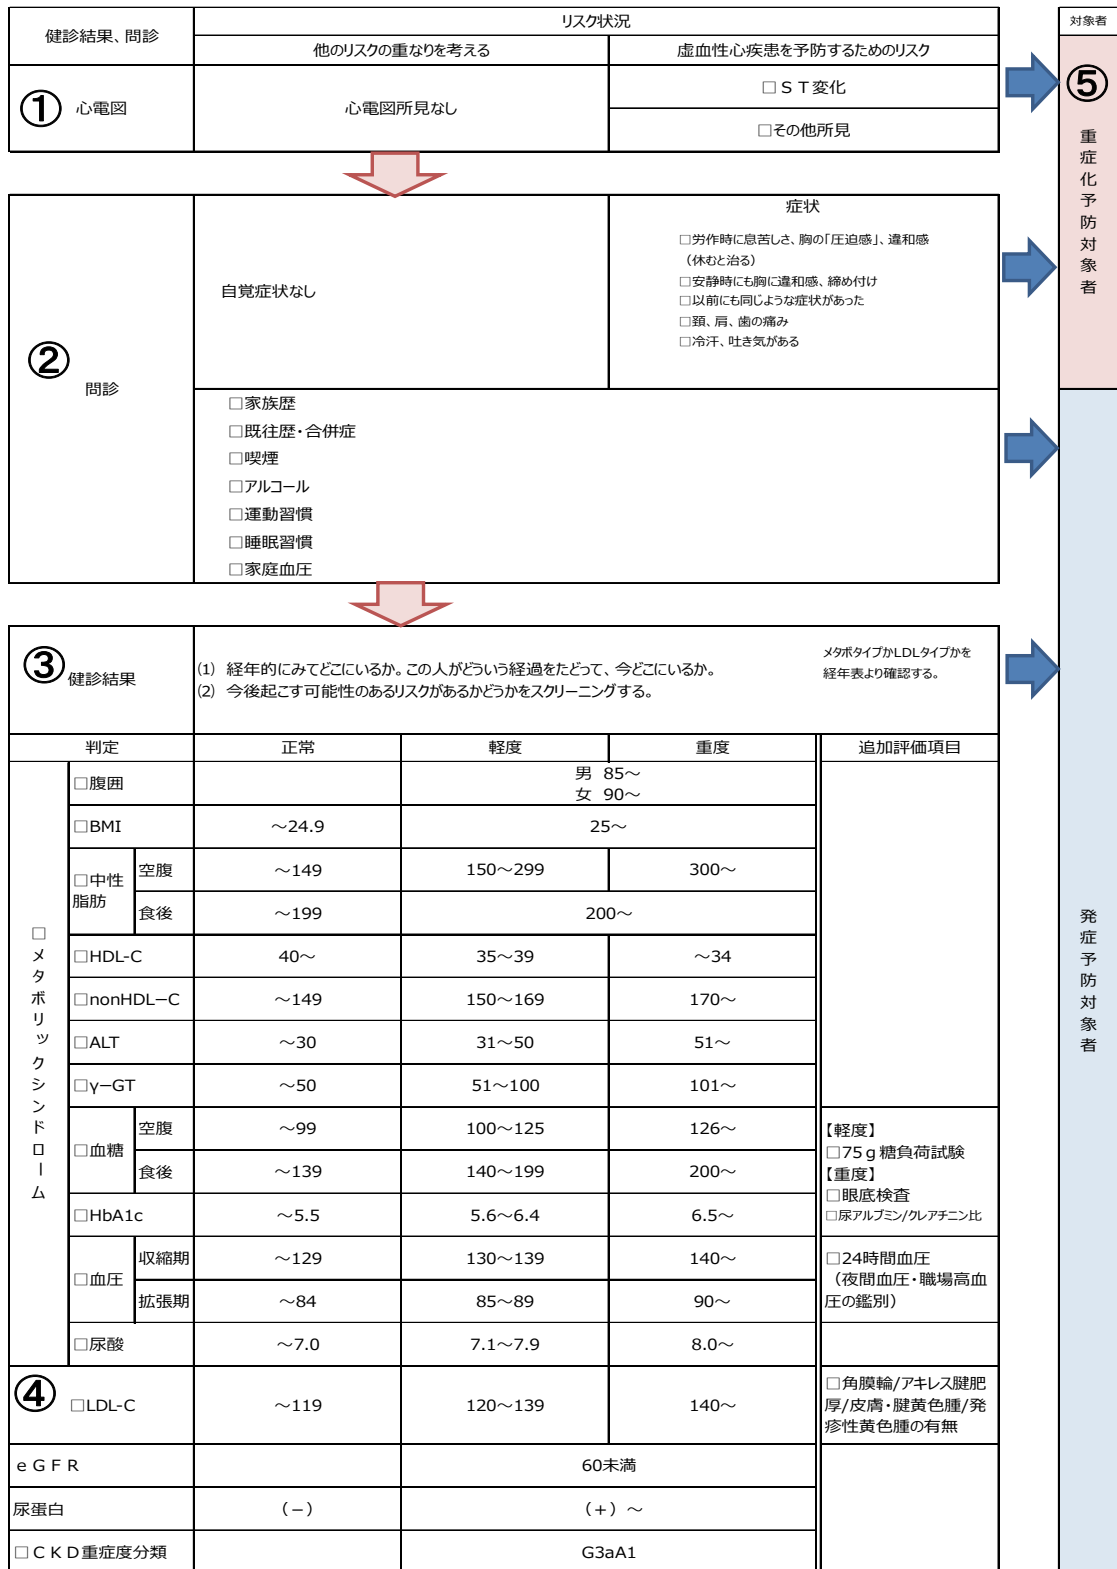 健診結果、問診
リスク状況
対象者
他のリスクの重なりを考える
虚血性心疾患を予防するためのリスク
① 心電図
心電図所見なし
□ＳＴ変化
□その他所見
⑤
重症化予防対象者
② 問診
自覚症状なし
症状
□労作時に息苦しさ、胸の「圧迫感」、違和感
（休むと治る）
□安静時にも胸に違和感、締め付け
□以前にも同じような症状があった
□頚、肩、歯の痛み
□冷汗、吐き気がある
□家族歴
□既往歴・合併症
□喫煙
□アルコール
□運動習慣
□睡眠習慣
□家庭血圧
③ 健診結果
⑴ 経年的にみてどこにいるか。この人がどういう経過をたどって、今どこにいるか。
⑵ 今後起こす可能性のあるリスクがあるかどうかをスクリーニングする。
メタボタイプかLDLタイプかを
経年表より確認する。
発症予防対象者
判定 正常 軽度 重度 追加評価項目
□メタボリックシンドローム
□腹囲
男 85～
女 90～
□BMI ～24.9 25～
□中性
脂肪
空腹 ～149 150～299 300～
食後 ～199 200～
□HDL-C 40～ 35～39 ～34
□nonHDL－C ～149 150～169 170～
□ALT ～30 31～50 51～
□γ－GT ～50 51～100 101～
□血糖
空腹 ～99 100～125 126～
食後 ～139 140～199 200～
【軽度】
□75ｇ糖負荷試験
【重度】
□眼底検査
□尿アルブミン/クレアチニン比
□HbA1c ～5.5 5.6～6.4 6.5～
□血圧
収縮期 ～129 130～139 140～
拡張期 ～84 85～89 90～
□24時間血圧
（夜間血圧・職場高血
圧の鑑別）
□尿酸 ～7.0 7.1～7.9 8.0～
④ □LDL-C ～119 120～139 140～
□角膜輪/アキレス腱肥
厚/皮膚・腱黄色腫/発
疹性黄色腫の有無
ｅＧＦＲ 60未満
尿蛋白 （－） （＋）～
□ＣＫＤ重症度分類 G3aA1